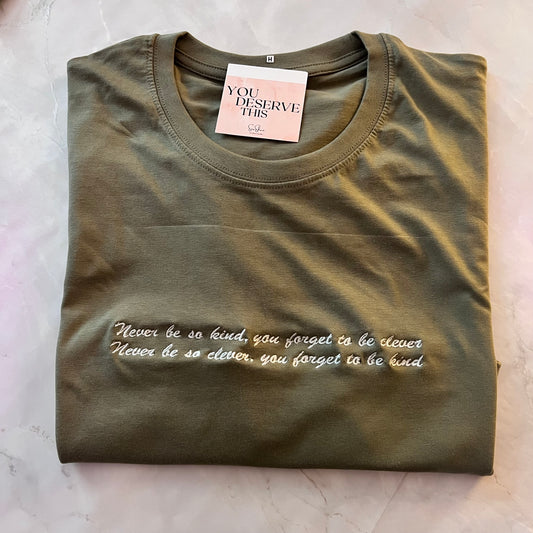 M
YOU
DESERVE
THIS
Never be so kind, you forget to be clever
Never be so clever, you forget to be kind